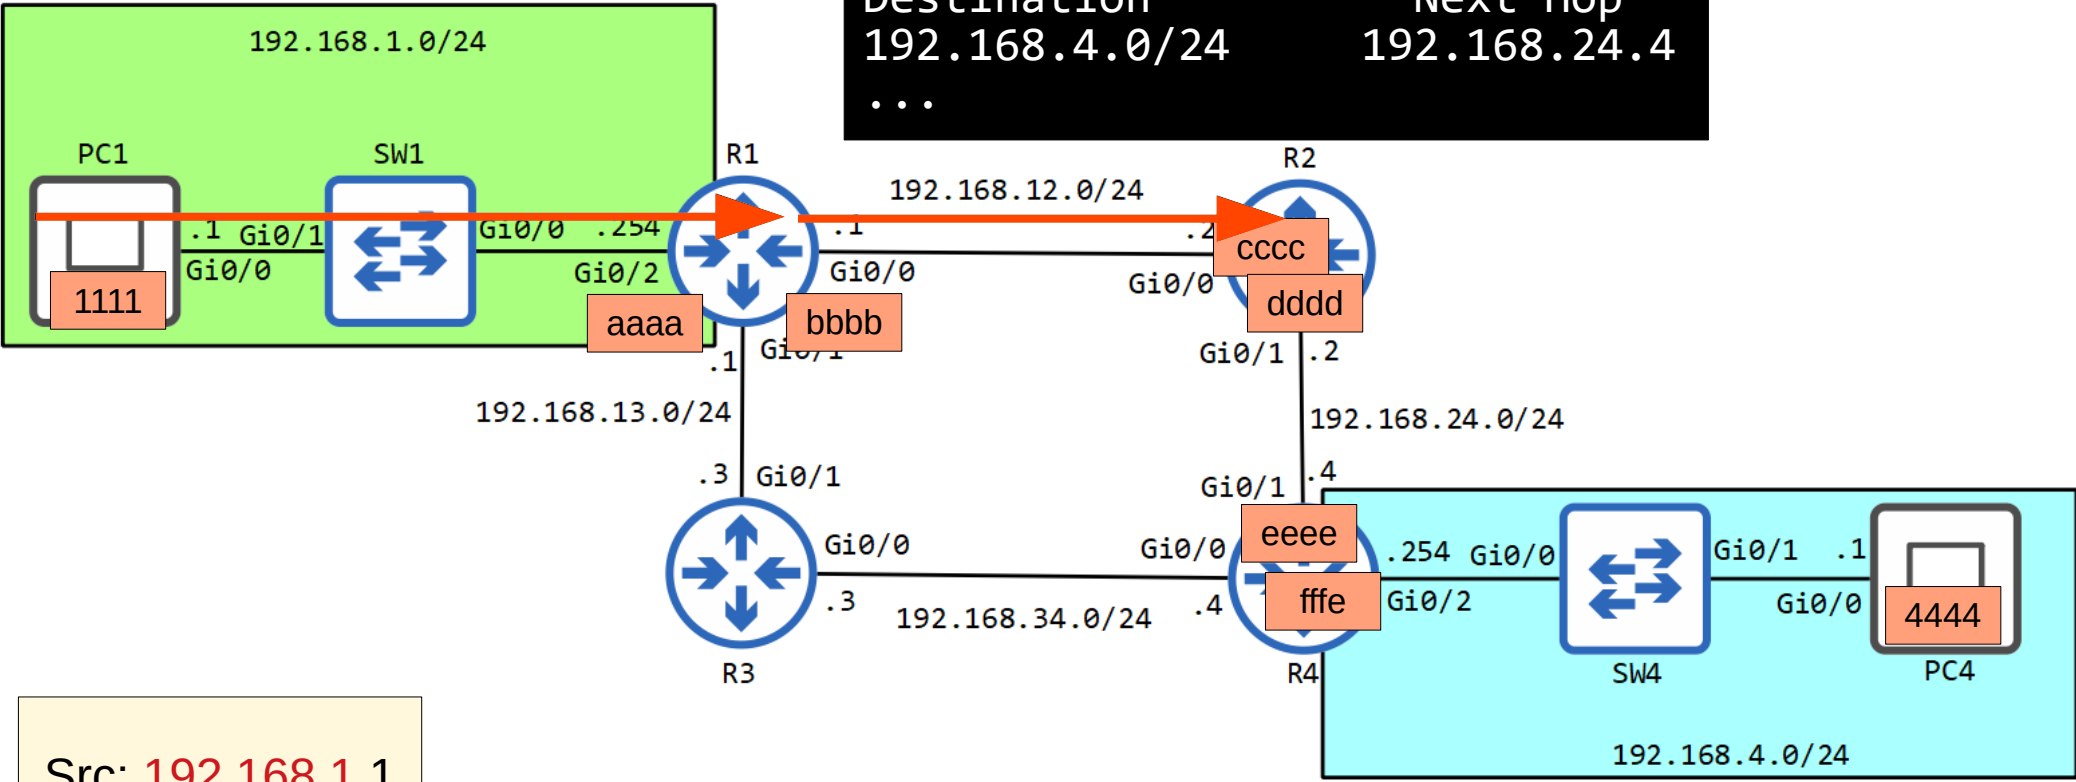 Destination Next Hop
192.168.4.0/24 192.168.24.4
...
192.168.1.0/24
PC1
SW1
R1
R2
192.168.12.0/24
.1
Gi0/1
Gi0/0
.254
.1
.2
Gi0/0
Gi0/2
Gi0/0
Gi0/0
cccc
1111
aaaa
bbbb
dddd
.1
Gi0/1
Gi0/1
.2
192.168.13.0/24
192.168.24.0/24
.3
Gi0/1
Gi0/1
.4
eeee
Gi0/0
Gi0/0
.254
Gi0/0
Gi0/1
.1
.3
192.168.34.0/24
.4
fffe
Gi0/2
Gi0/0
4444
R3
R4
SW4
PC4
192.168.4.0/24
Src: 192.168.1.1